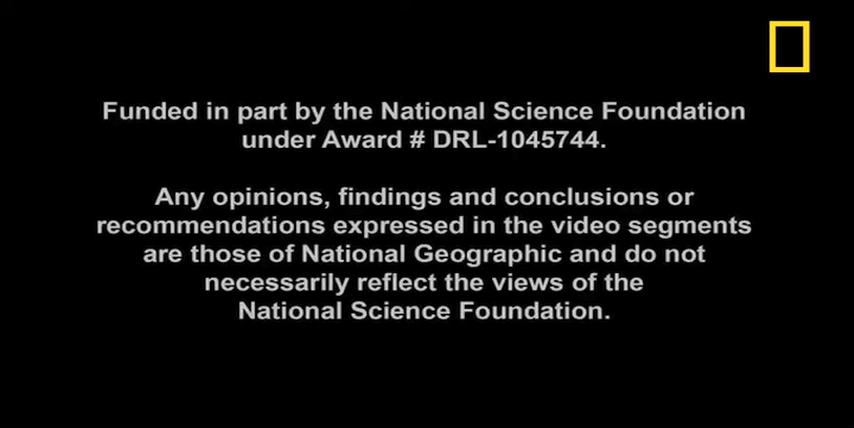 Funded in part by the National Science Foundation
under Award # DRL-1045744.
Any opinions, findings and conclusions or
recommendations expressed in the video segments
are those of National Geographic and do not
necessarily reflect the views of the
National Science Foundation.